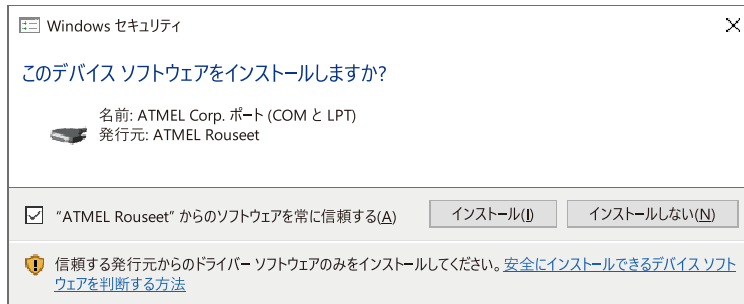 Windows セキュリティ
このデバイス ソフトウェアをインストールしますか?
名前: ATMEL Corp. ポート (COM と LPT)
発行元: ATMEL Rouseet
"ATMEL Rouseet" からのソフトウェアを常に信頼する(A)
インストール(I)
インストールしない(N)
信頼する発行元からのドライバー ソフトウェアのみをインストールしてください。安全にインストールできるデバイス ソフト
ウェアを判断する方法